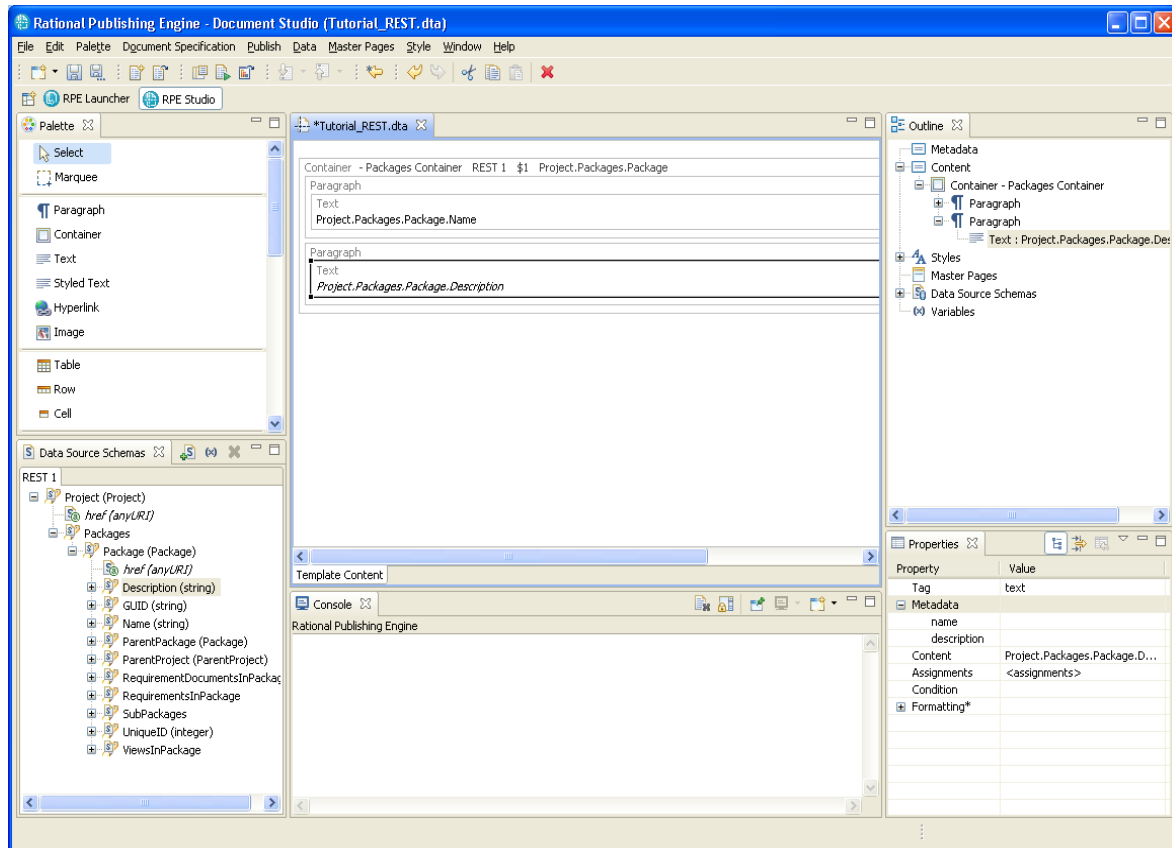 Rational Publishing Engine - Document Studio (Tutorial_REST.dta)
File Edit Palette Document Specification Publish Data Master Pages Style Window Help
RPE Launcher RPE Studio
Palette
Select
Marquee
Paragraph
Container
Text
Styled Text
Hyperlink
Image
Table
Row
Cell
*Tutorial_REST.dta
Container - Packages Container REST 1 $1 Project.Packages.Package
Paragraph
Text
Project.Packages.Package.Name
Paragraph
Text
Project.Packages.Package.Description
Template Content
Outline
Metadata
Content
Container - Packages Container
Paragraph
Paragraph
Text : Project.Packages.Package.Des
Styles
Master Pages
Data Source Schemas
Variables
Data Source Schemas
REST 1
Project (Project)
href (anyURI)
Packages
Package (Package)
href (anyURI)
Description (string)
GUID (string)
Name (string)
ParentPackage (Package)
ParentProject (ParentProject)
RequirementDocumentsInPackag
RequirementsInPackage
SubPackages
UniqueID (integer)
ViewsInPackage
Console
Rational Publishing Engine
Properties
Property Value
Tag text
Metadata
name
description
Content Project.Packages.Package.D...
Assignments <assignments>
Condition
Formatting*